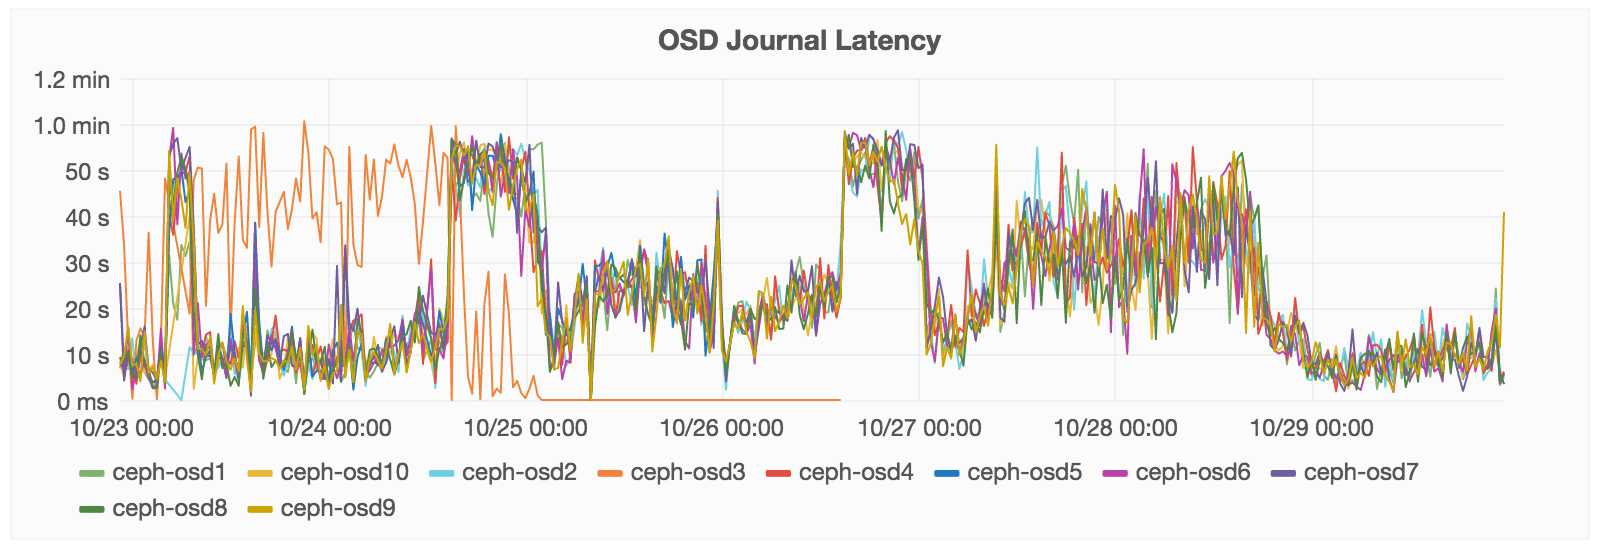 OSD Journal Latency
1.2 min
1.0 min
50 s
40 s
30 s
20 s
10 s
0 ms
10/23 00:00 10/24 00:00 10/25 00:00 10/26 00:00 10/27 00:00 10/28 00:00 10/29 00:00
ceph-osd1 ceph-osd10 ceph-osd2 ceph-osd3 ceph-osd4 ceph-osd5 ceph-osd6 ceph-osd7
ceph-osd8 ceph-osd9